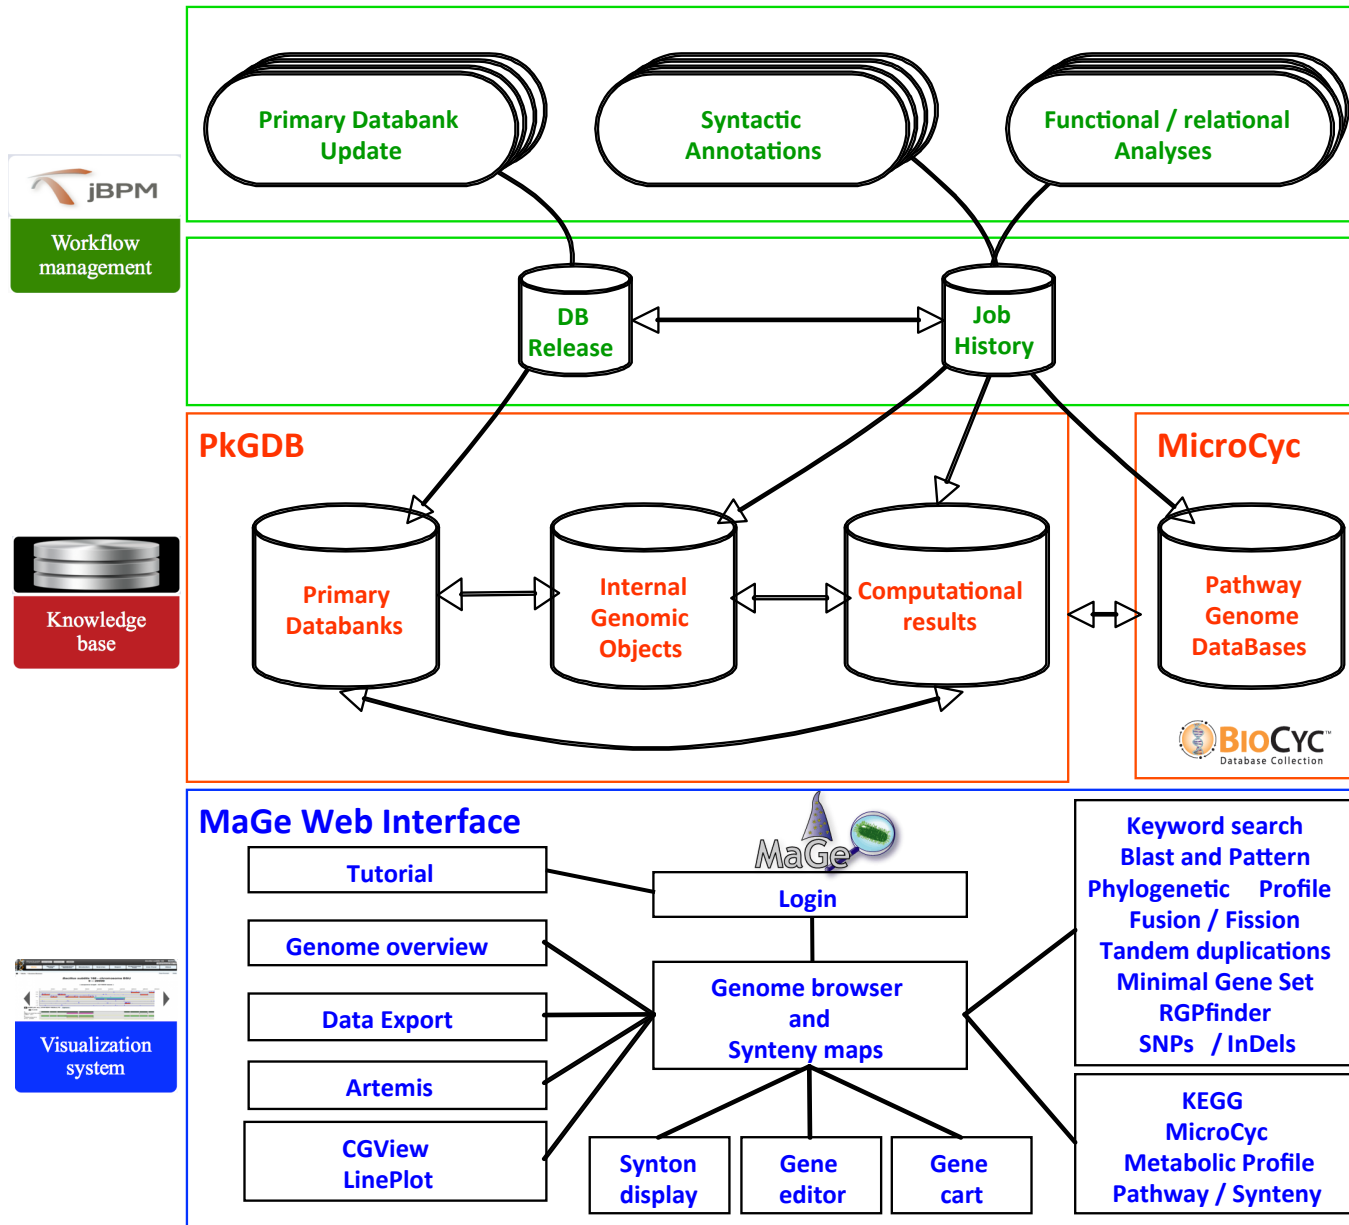 Primary Databank
Update
Syntactic
Annotations
Functional / relational
Analyses
jBPM
Workflow
management
DB
Release
Job
History
PkGDB
MicroCyc
Primary
Databanks
Internal
Genomic
Objects
Computational
results
Pathway
Genome
DataBases
Knowledge
base
BIOCYC™
Database Collection
MaGe Web Interface
MaGe
Tutorial
Login
Genome overview
Data Export
Artemis
CGView
LinePlot
Genome browser
and
Synteny maps
Synton
display
Gene
editor
Gene
cart
Keyword search
Blast and Pattern
Phylogenetic Profile
Fusion / Fission
Tandem duplications
Minimal Gene Set
RGPfinder
SNPs / InDels
KEGG
MicroCyc
Metabolic Profile
Pathway / Synteny
Visualization
system